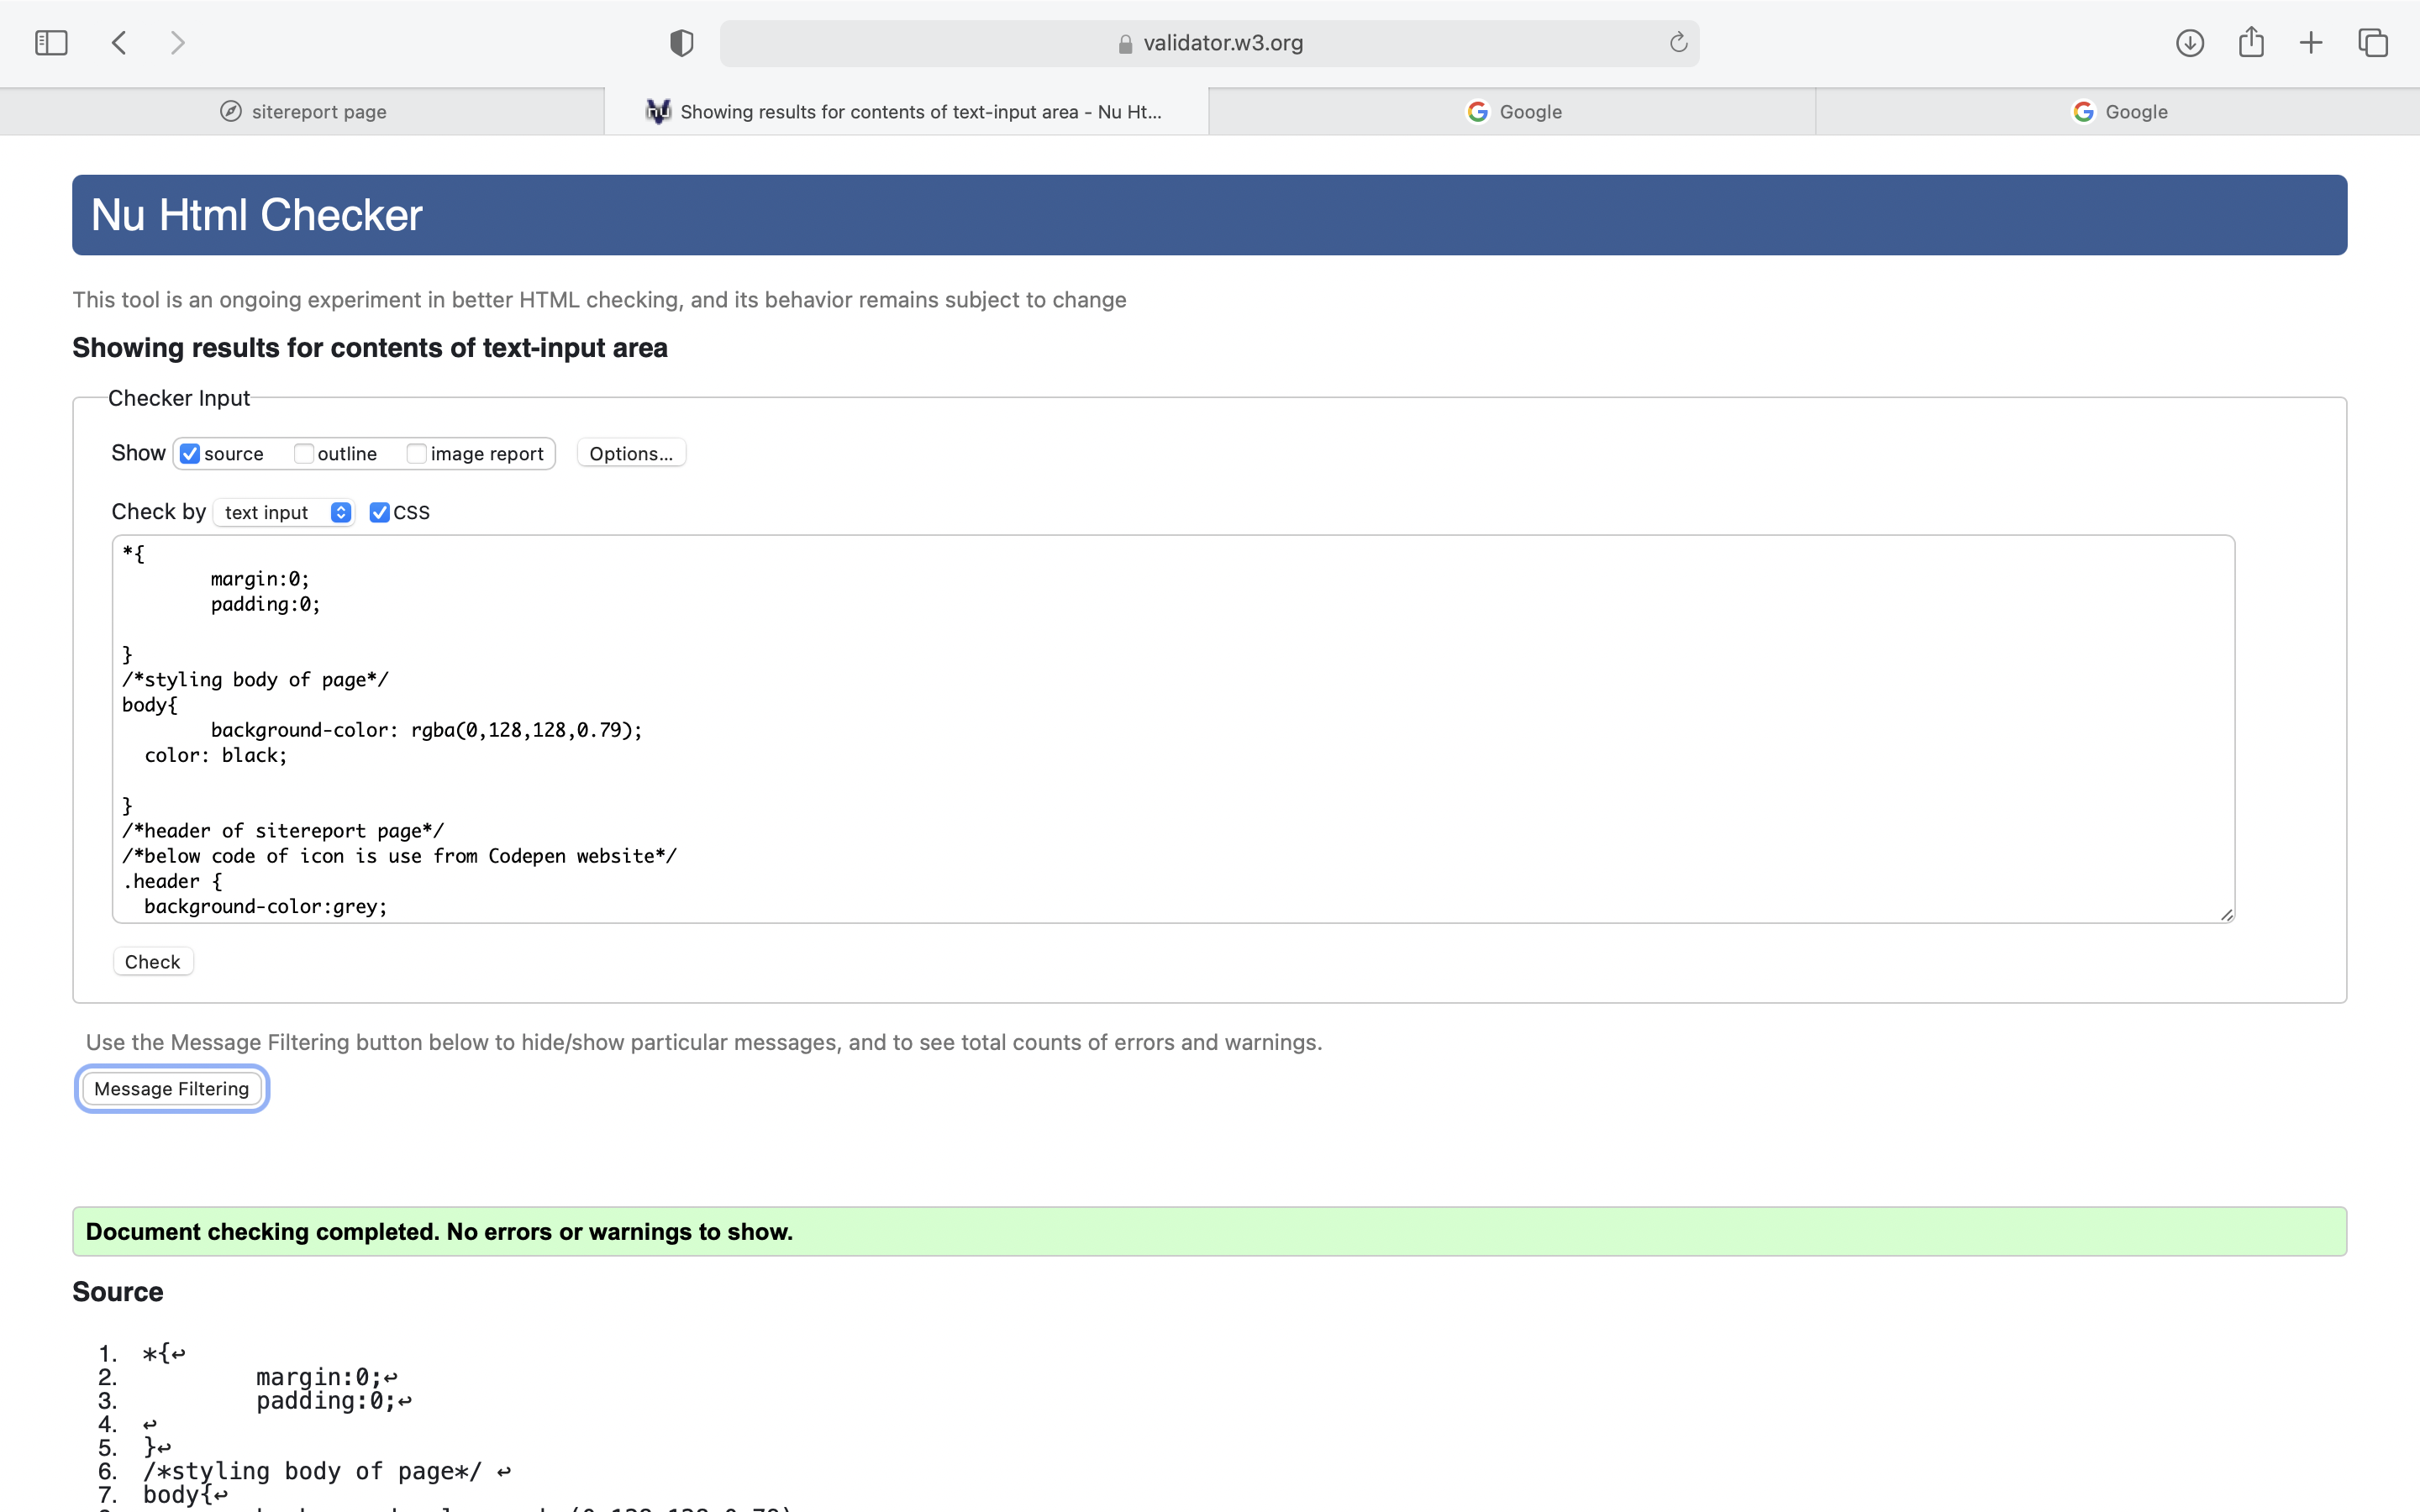 validator.w3.org
sitereport page
Showing results for contents of text-input area - Nu Ht...
Google
Google
Nu Html Checker
This tool is an ongoing experiment in better HTML checking, and its behavior remains subject to change
Showing results for contents of text-input area
Checker Input
Show source outline image report Options...
Check by text input CSS
*{
margin:0;
padding:0;
}
/*styling body of page*/
body{
background-color: rgba(0,128,128,0.79);
color: black;
}
/*header of sitereport page*/
/*below code of icon is use from Codepen website*/
.header {
background-color:grey;
Check
Use the Message Filtering button below to hide/show particular messages, and to see total counts of errors and warnings.
Message Filtering
Document checking completed. No errors or warnings to show.
Source
1. *{↩
2. margin:0;↩
3. padding:0;↩
4. ↩
5. }↩
6. /*styling body of page*/ ↩
7. body{↩